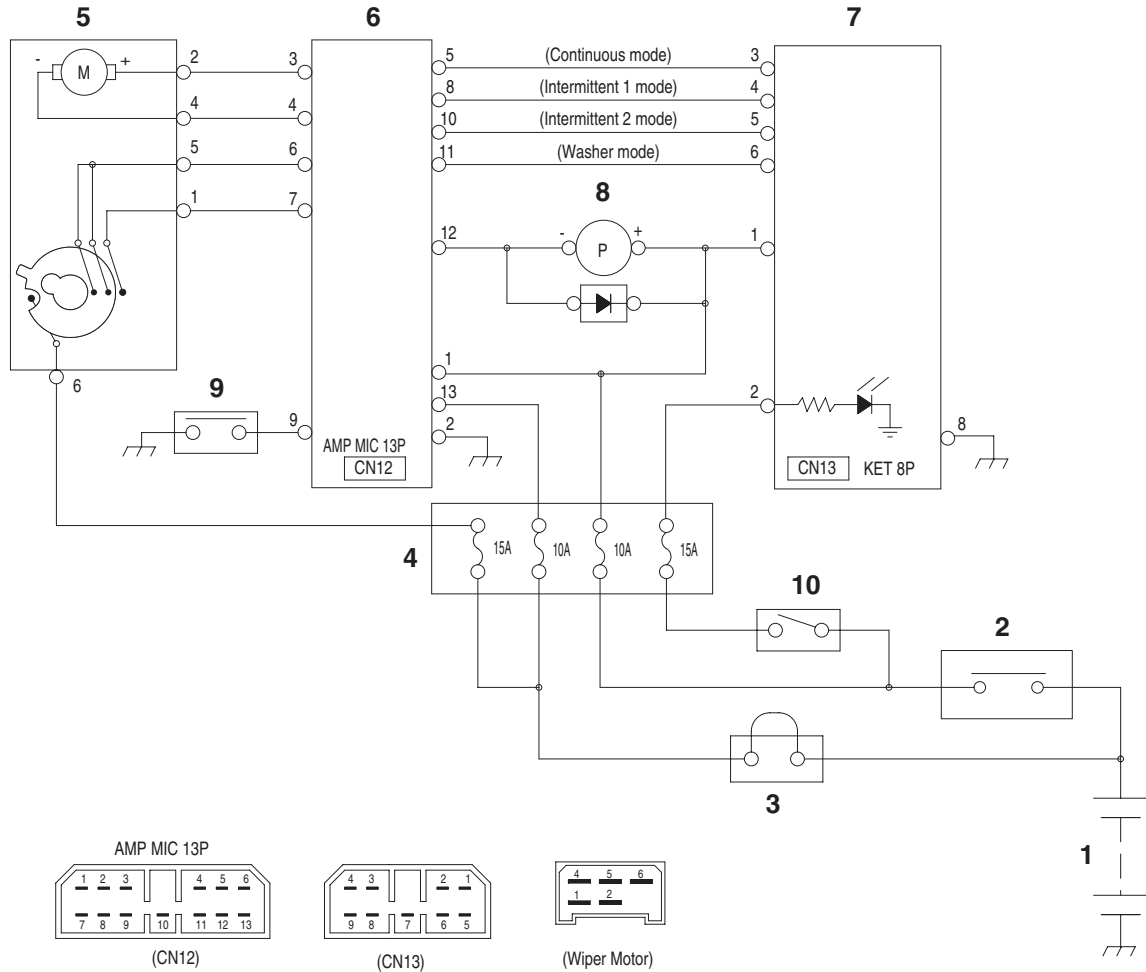 5 6 7
- M + 2 3 5 (Continuous mode) 3
8 (Intermittent 1 mode) 4
4 4 10 (Intermittent 2 mode) 5
5 6 11 (Washer mode) 6
1 7 8
12 - P + 1
1
6 9 13 2
9 2 8
AMP MIC 13P
CN12 CN13 KET 8P
4 15A 10A 10A 15A
10
2
3
1
AMP MIC 13P
1 2 3 4 5 6
7 8 9 10 11 12 13
(CN12)
4 3 2 1
9 8 7 6 5
(CN13)
4 5 6
1 2
(Wiper Motor)